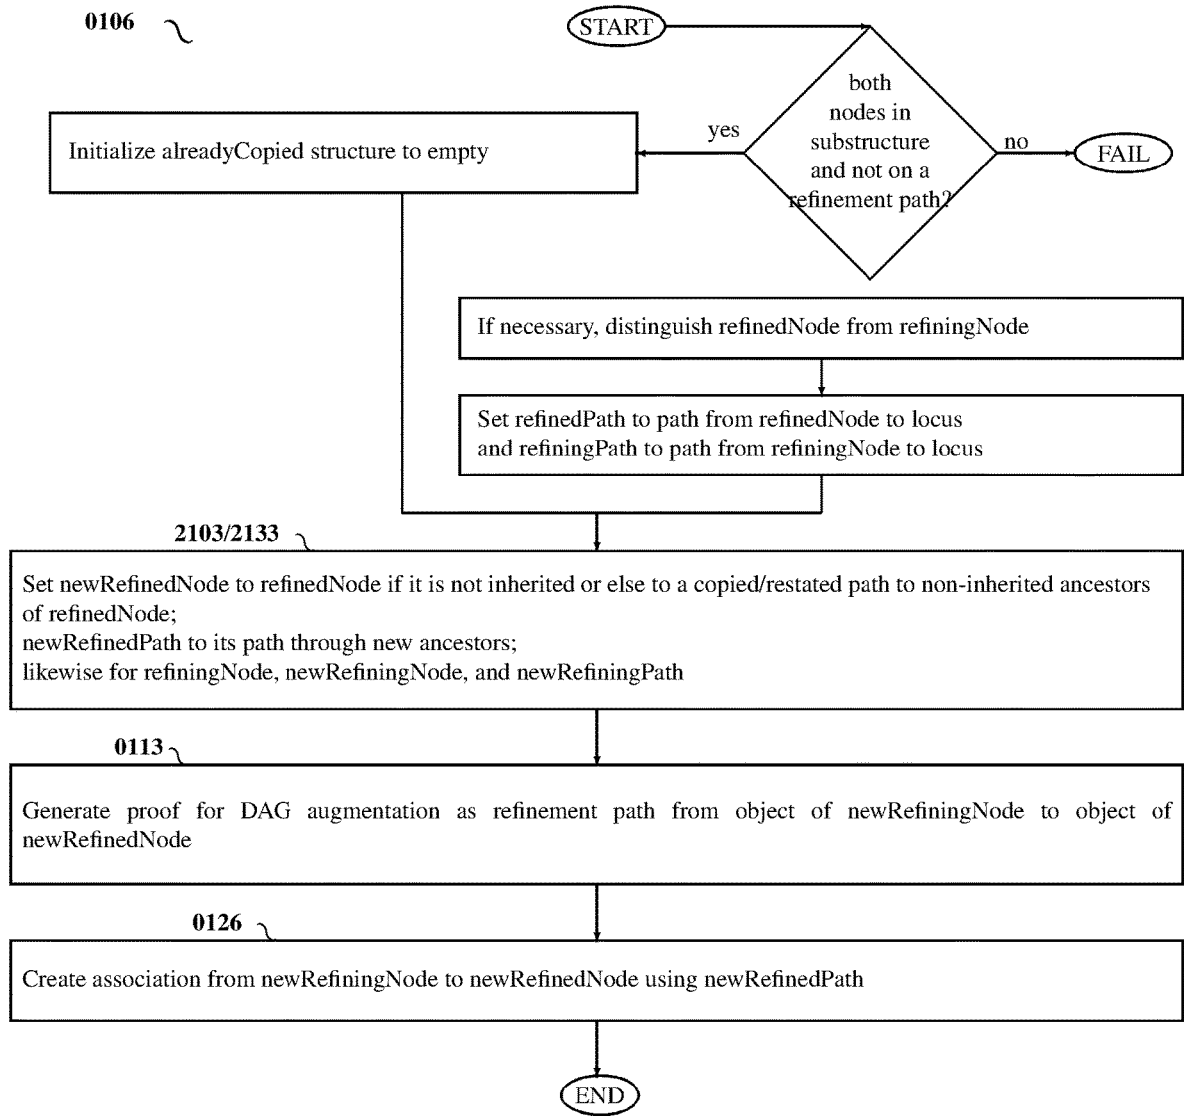 0106
START
both
nodes in
substructure
and not on a
refinement path?
yes
no
FAIL
Initialize alreadyCopied structure to empty
If necessary, distinguish refinedNode from refiningNode
Set refinedPath to path from refinedNode to locus
and refiningPath to path from refiningNode to locus
2103/2133
Set newRefinedNode to refinedNode if it is not inherited or else to a copied/restated path to non-inherited ancestors
of refinedNode;
newRefinedPath to its path through new ancestors;
likewise for refiningNode, newRefiningNode, and newRefiningPath
0113
Generate proof for DAG augmentation as refinement path from object of newRefiningNode to object of
newRefinedNode
0126
Create association from newRefiningNode to newRefinedNode using newRefinedPath
END